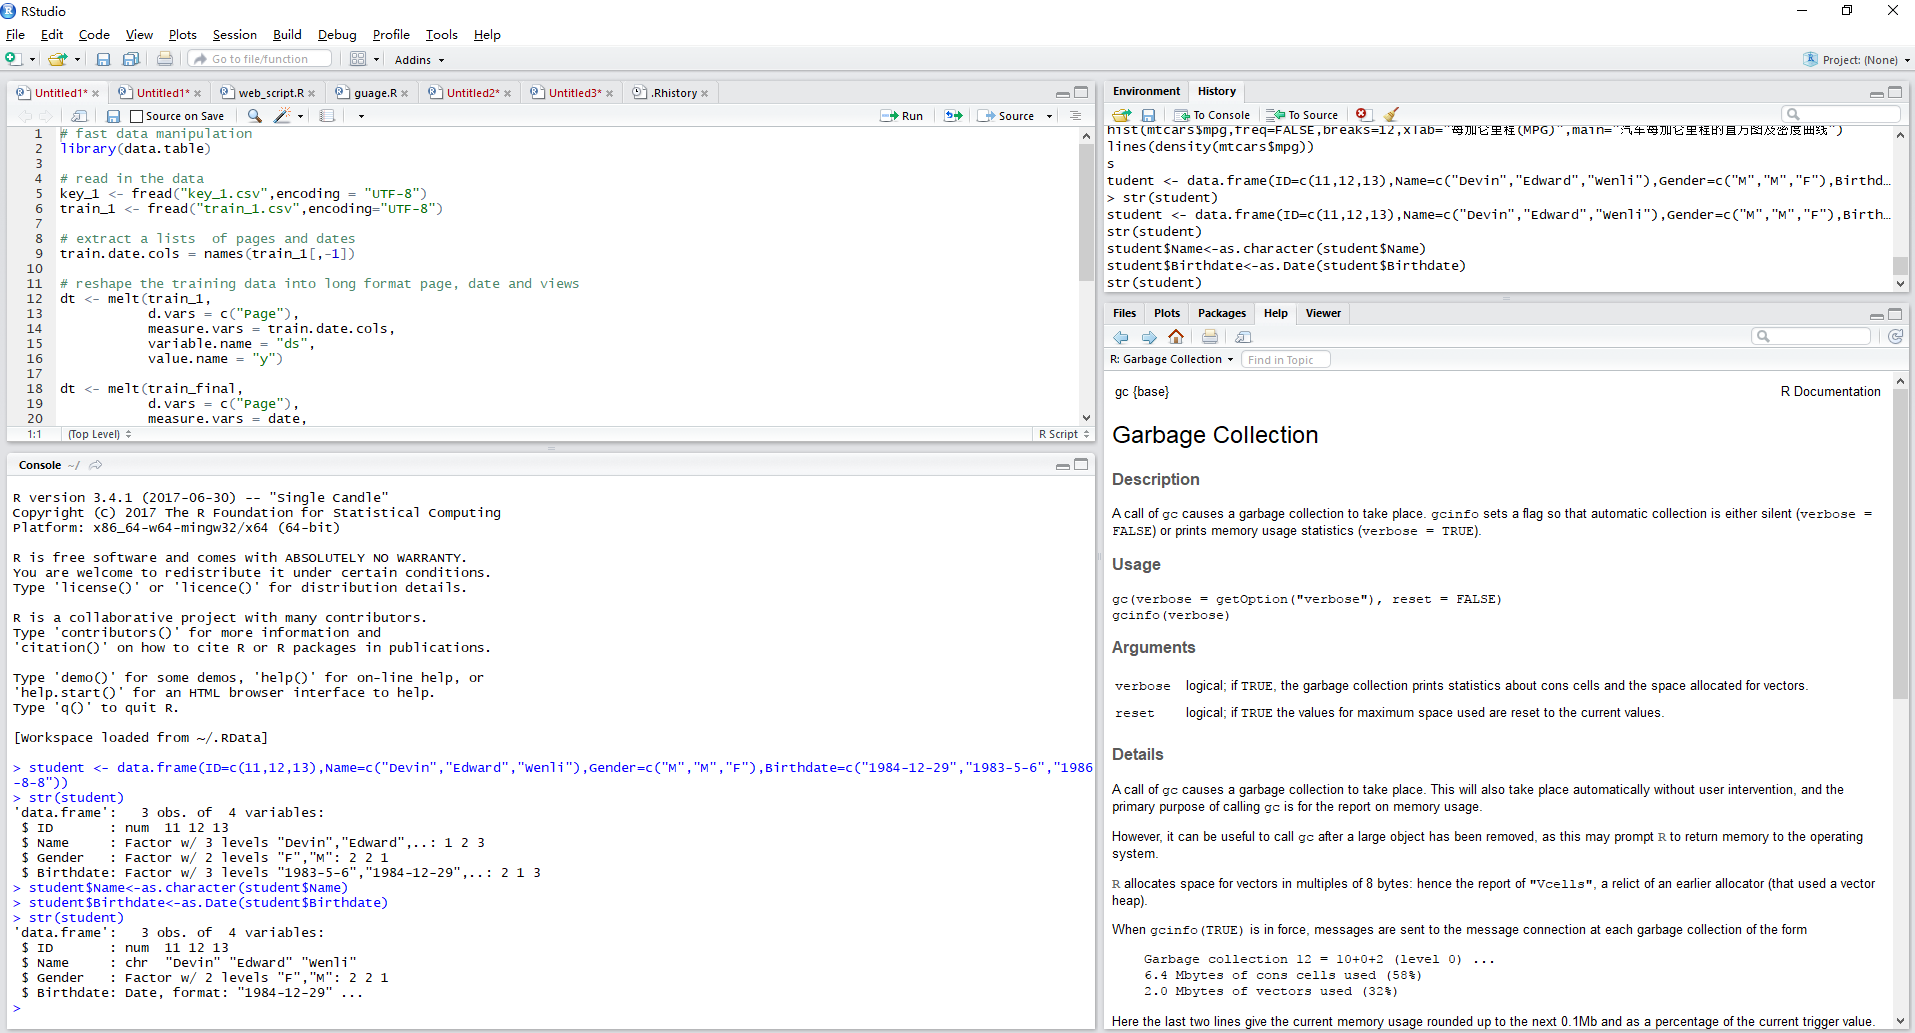 RStudio
File Edit Code View Plots Session Build Debug Profile Tools Help
Go to file/function Addins Project: (None)
Untitled1* Untitled1* web_script.R guage.R Untitled2* Untitled3* .Rhistory
Source on Save Run Source
1 # fast data manipulation
2 library(data.table)
3
4 # read in the data
5 key_1 <- fread("key_1.csv",encoding = "UTF-8")
6 train_1 <- fread("train_1.csv",encoding="UTF-8")
7
8 # extract a lists  of pages and dates
9 train.date.cols = names(train_1[,-1])
10
11 # reshape the training data into long format page, date and views
12 dt <- melt(train_1,
13 d.vars = c("Page"),
14 measure.vars = train.date.cols,
15 variable.name = "ds",
16 value.name = "y")
17
18 dt <- melt(train_final,
19 d.vars = c("Page"),
20 measure.vars = date,
1:1 (Top Level) R Script
Console ~/
R version 3.4.1 (2017-06-30) -- "Single Candle"
Copyright (C) 2017 The R Foundation for Statistical Computing
Platform: x86_64-w64-mingw32/x64 (64-bit)
R is free software and comes with ABSOLUTELY NO WARRANTY.
You are welcome to redistribute it under certain conditions.
Type 'license()' or 'licence()' for distribution details.
R is a collaborative project with many contributors.
Type 'contributors()' for more information and
'citation()' on how to cite R or R packages in publications.
Type 'demo()' for some demos, 'help()' for on-line help, or
'help.start()' for an HTML browser interface to help.
Type 'q()' to quit R.
[Workspace loaded from ~/.RData]
> student <- data.frame(ID=c(11,12,13),Name=c("Devin","Edward","Wenli"),Gender=c("M","M","F"),Birthdate=c("1984-12-29","1983-5-6","1986
-8-8"))
> str(student)
'data.frame':   3 obs. of  4 variables:
$ ID       : num  11 12 13
$ Name     : Factor w/ 3 levels "Devin","Edward",..: 1 2 3
$ Gender   : Factor w/ 2 levels "F","M": 2 2 1
$ Birthdate: Factor w/ 3 levels "1983-5-6","1984-12-29",..: 2 1 3
> student$Name<-as.character(student$Name)
> student$Birthdate<-as.Date(student$Birthdate)
> str(student)
'data.frame':   3 obs. of  4 variables:
$ ID       : num  11 12 13
$ Name     : chr  "Devin" "Edward" "Wenli"
$ Gender   : Factor w/ 2 levels "F","M": 2 2 1
$ Birthdate: Date, format: "1984-12-29" ...
>
Environment History
To Console To Source
hist(mtcars$mpg,freq=FALSE,breaks=12,xlab="每加仑里程(MPG)",main="汽车每加仑里程的直方图及密度曲线")
lines(density(mtcars$mpg))
s
tudent <- data.frame(ID=c(11,12,13),Name=c("Devin","Edward","Wenli"),Gender=c("M","M","F"),Birthd...
> str(student)
student <- data.frame(ID=c(11,12,13),Name=c("Devin","Edward","Wenli"),Gender=c("M","M","F"),Birth...
str(student)
student$Name<-as.character(student$Name)
student$Birthdate<-as.Date(student$Birthdate)
str(student)
Files Plots Packages Help Viewer
R: Garbage Collection Find in Topic
gc {base} R Documentation
Garbage Collection
Description
A call of gc causes a garbage collection to take place. gcinfo sets a flag so that automatic collection is either silent (verbose =
FALSE) or prints memory usage statistics (verbose = TRUE).
Usage
gc(verbose = getOption("verbose"), reset = FALSE)
gcinfo(verbose)
Arguments
verbose logical; if TRUE, the garbage collection prints statistics about cons cells and the space allocated for vectors.
reset logical; if TRUE the values for maximum space used are reset to the current values.
Details
A call of gc causes a garbage collection to take place. This will also take place automatically without user intervention, and the
primary purpose of calling gc is for the report on memory usage.
However, it can be useful to call gc after a large object has been removed, as this may prompt R to return memory to the operating
system.
R allocates space for vectors in multiples of 8 bytes: hence the report of "Vcells", a relict of an earlier allocator (that used a vector
heap).
When gcinfo(TRUE) is in force, messages are sent to the message connection at each garbage collection of the form
Garbage collection 12 = 10+0+2 (level 0) ...
6.4 Mbytes of cons cells used (58%)
2.0 Mbytes of vectors used (32%)
Here the last two lines give the current memory usage rounded up to the next 0.1Mb and as a percentage of the current trigger value.